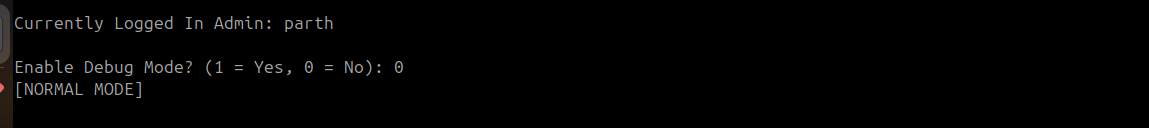 Currently Logged In Admin: parth
Enable Debug Mode? (1 = Yes, 0 = No): 0
[NORMAL MODE]